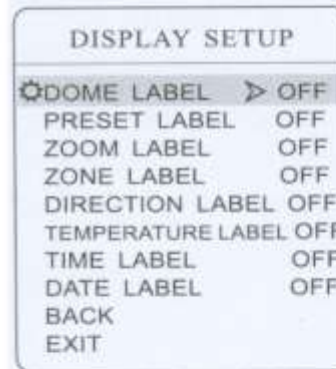 DISPLAY SETUP
DOME LABEL OFF
PRESET LABEL OFF
ZOOM LABEL OFF
ZONE LABEL OFF
DIRECTION LABEL OFF
TEMPERATURE LABEL OFF
TIME LABEL OFF
DATE LABEL OFF
BACK
EXIT